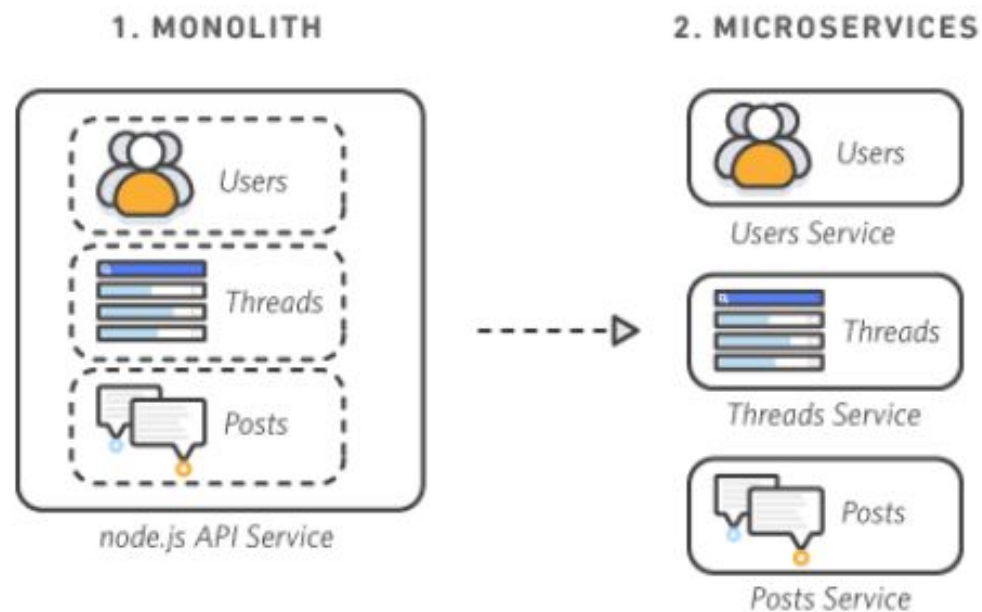 1. MONOLITH
Users
Threads
Posts
node.js API Service
2. MICROSERVICES
Users
Users Service
Threads
Threads Service
Posts
Posts Service